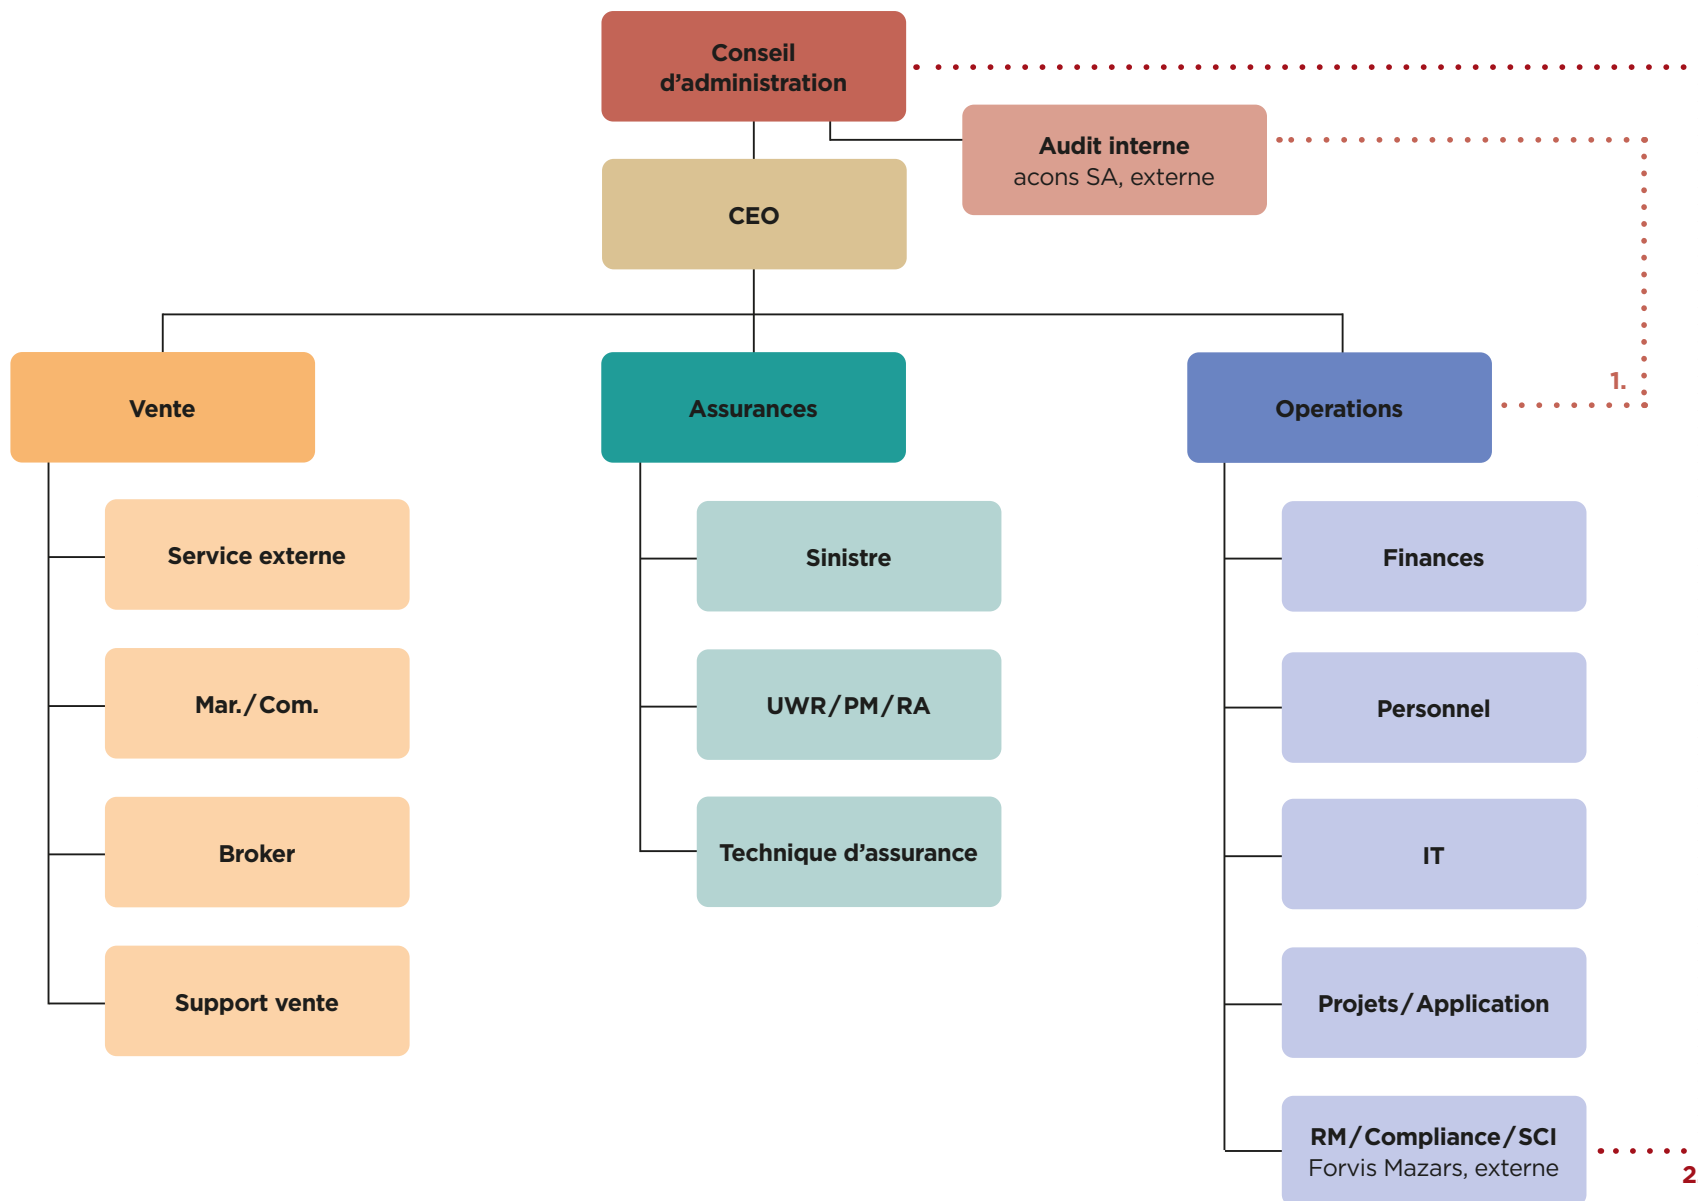 Conseil
d’administration
Audit interne
acons SA, externe
CEO
1.
Vente
Assurances
Operations
Service externe
Sinistre
Finances
Mar. / Com.
UWR / PM / RA
Personnel
Broker
Technique d’assurance
IT
Support vente
Projets / Application
RM / Compliance / SCI
Forvis Mazars, externe
2